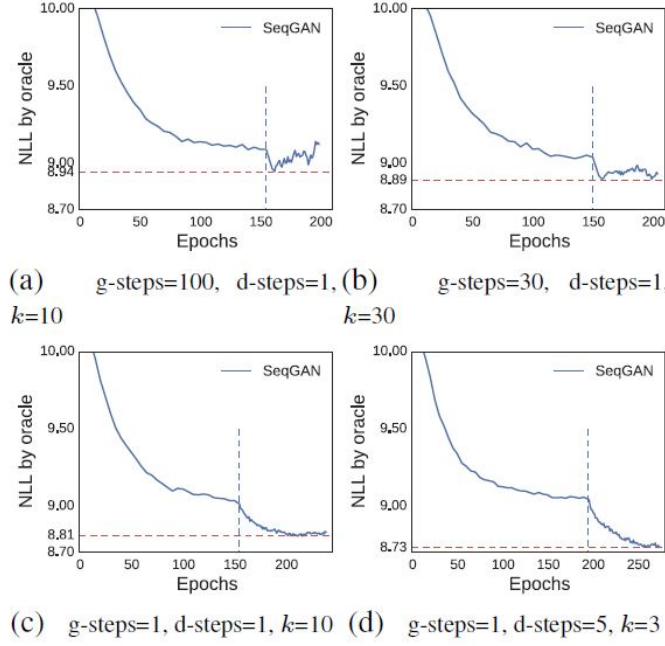 10.00
9.50
9.00
8.94
8.70
NLL by oracle
SeqGAN
0 50 100 150 200
Epochs
10.00
9.50
9.00
8.89
8.70
NLL by oracle
SeqGAN
0 50 100 150 200
Epochs
(a) g-steps=100, d-steps=1,
k=10
(b) g-steps=30, d-steps=1,
k=30
10.00
9.50
9.00
8.81
8.70
NLL by oracle
SeqGAN
0 50 100 150 200
Epochs
10.00
9.50
9.00
8.73
NLL by oracle
SeqGAN
0 50 100 150 200 250
Epochs
(c) g-steps=1, d-steps=1, k=10
(d) g-steps=1, d-steps=5, k=3